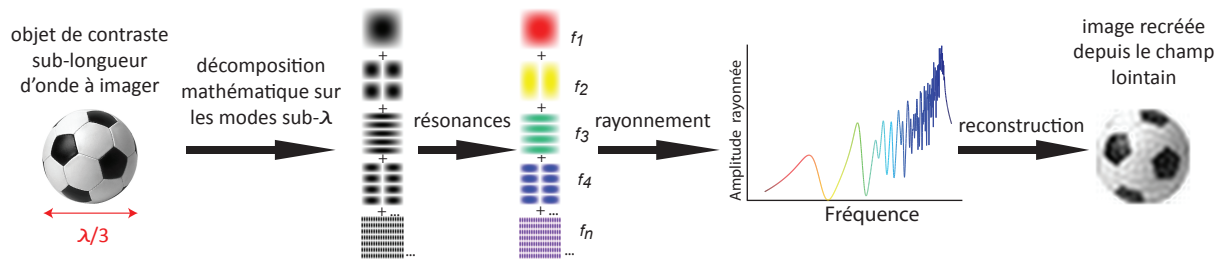 objet de contraste
sub-longueur
d'onde à imager
λ/3
décomposition
mathématique sur
les modes sub-λ
+
+
+
+ ...
...
résonances
+
+
+
+ ...
...
f1
f2
f3
f4
fn
rayonnement
Amplitude rayonnée
Fréquence
reconstruction
image recréée
depuis le champ
lointain